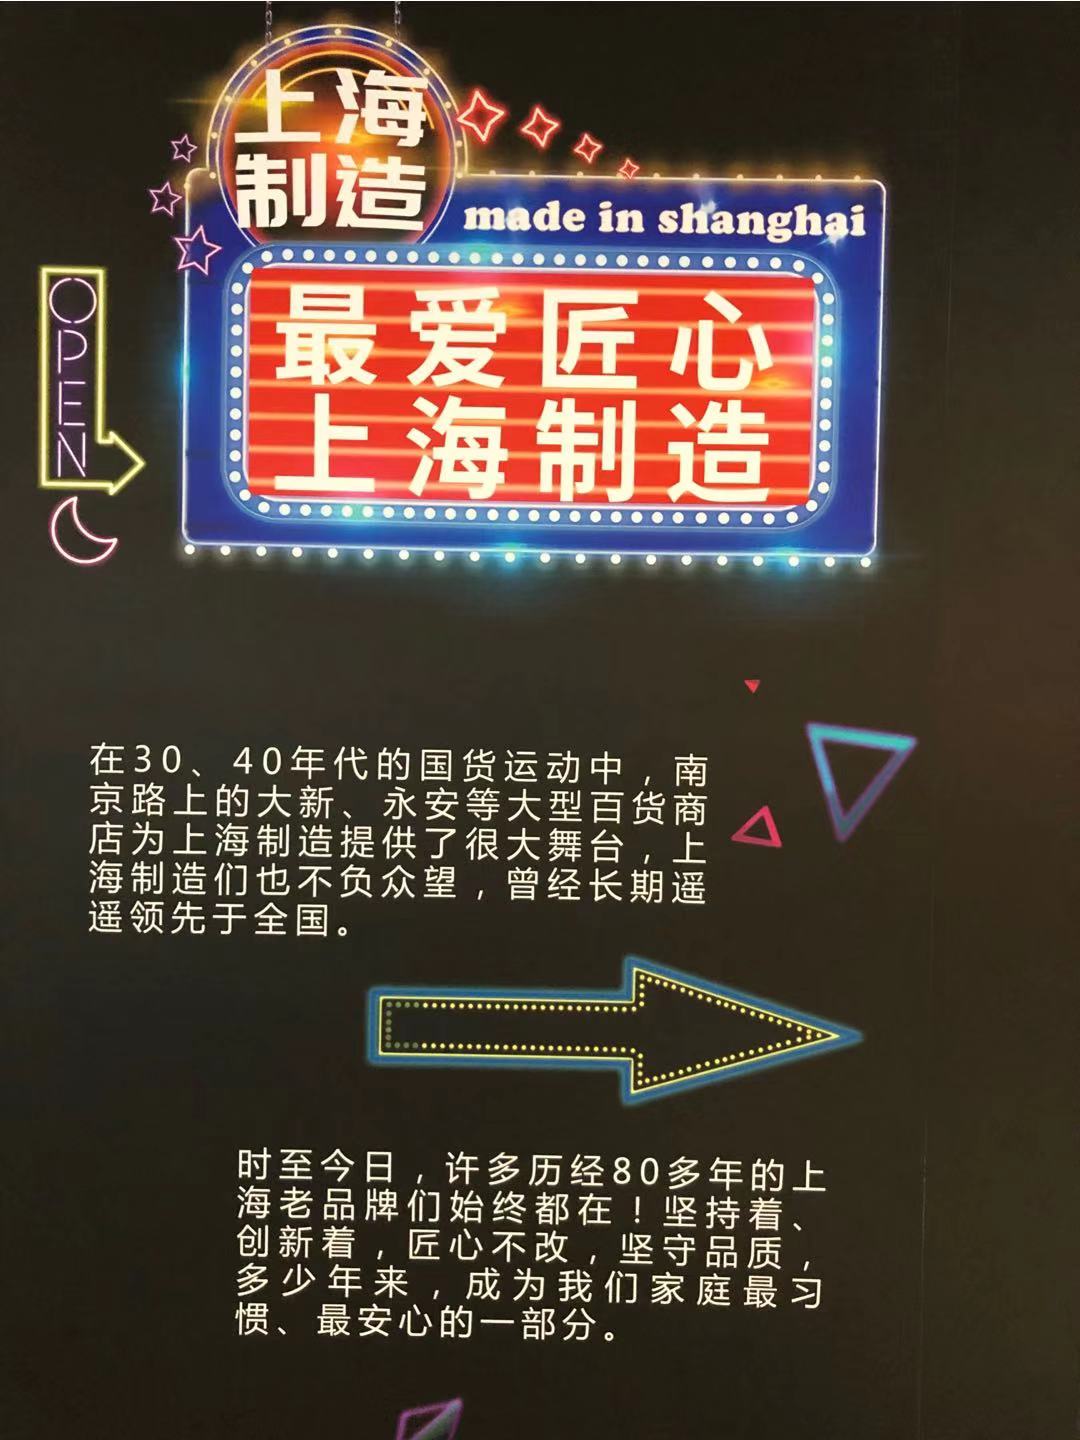 上海
制造
made in shanghai
OPEN
最爱匠心
上海制造
在30、40年代的国货运动中，南
京路上的大新、永安等大型百货商
店为上海制造提供了很大舞台，上
海制造们也不负众望，曾经长期遥
遥领先于全国。
时至今日，许多历经80多年的上
海老品牌们始终都在！坚持着、
创新着，匠心不改，坚守品质，
多少年来，成为我们家庭最习
惯、最安心的一部分。